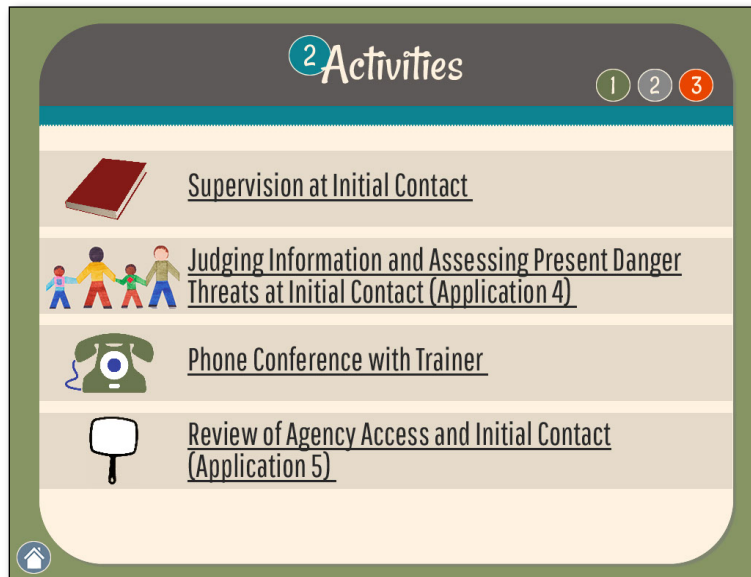 2 Activities
1 2 3
Supervision at Initial Contact
Judging Information and Assessing Present Danger
Threats at Initial Contact (Application 4)
Phone Conference with Trainer
Review of Agency Access and Initial Contact
(Application 5)